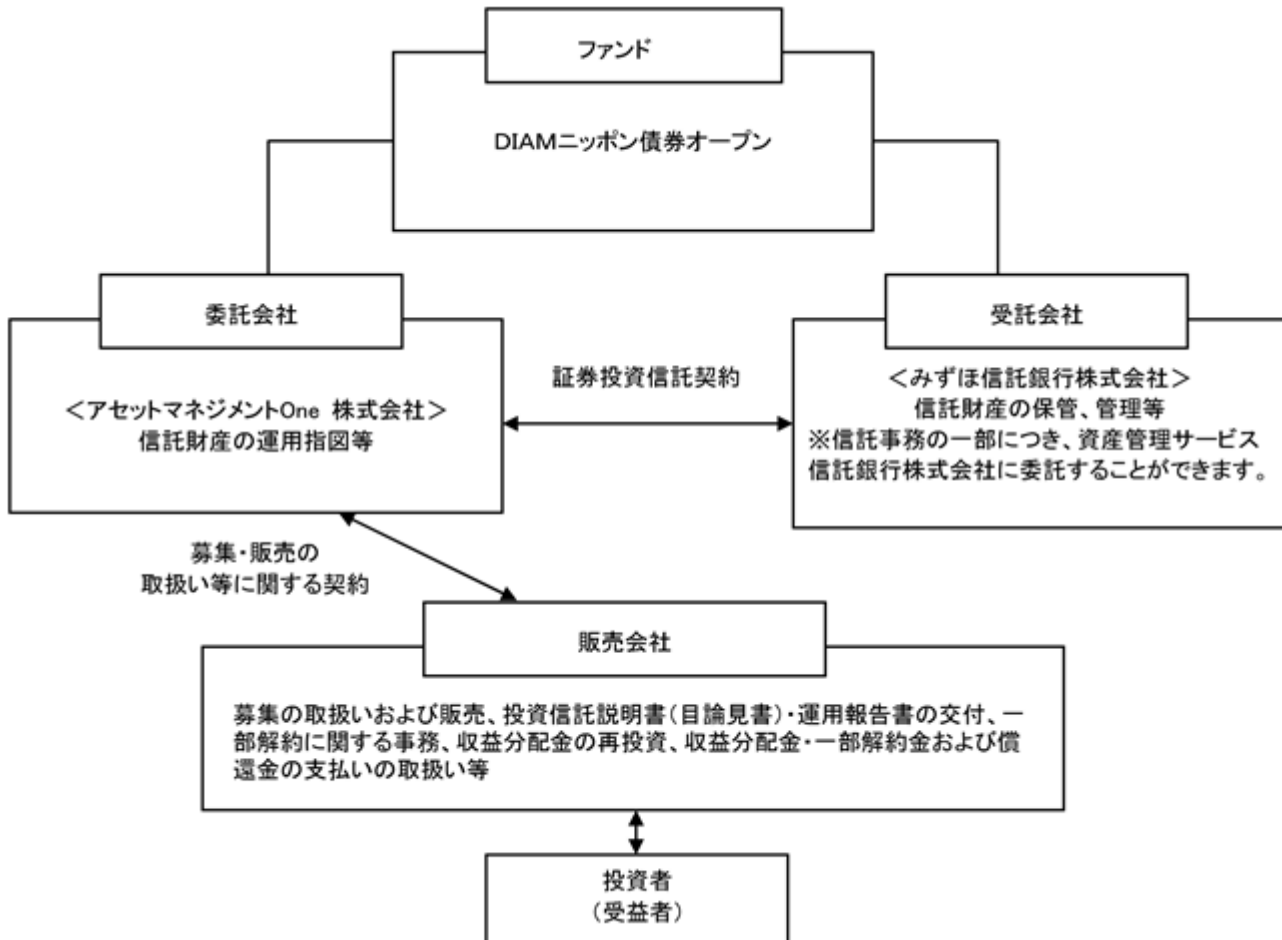 ファンド
DIAMニッポン債券オープン
委託会社
<アセットマネジメントOne 株式会社>
信託財産の運用指図等
証券投資信託契約
受託会社
<みずほ信託銀行株式会社>
信託財産の保管、管理等
※信託事務の一部につき、資産管理サービス
信託銀行株式会社に委託することができます。
募集・販売の
取扱い等に関する契約
販売会社
募集の取扱いおよび販売、投資信託説明書(目論見書)・運用報告書の交付、一
部解約に関する事務、収益分配金の再投資、収益分配金・一部解約金および償
還金の支払いの取扱い等
投資者
(受益者)